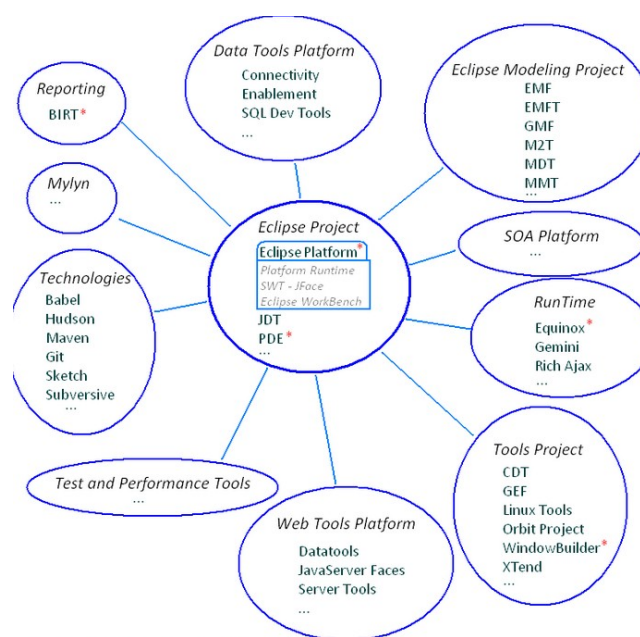 Data Tools Platform
Connectivity
Enablement
SQL Dev Tools
...
Eclipse Modeling Project
EMF
EMFT
GMF
M2T
MDT
MMT
...
Reporting
BIRT*
Mylyn
...
Eclipse Project
Eclipse Platform*
Platform Runtime
SWT - JFace
Eclipse WorkBench
JDT
PDE*
...
SOA Platform
...
Technologies
Babel
Hudson
Maven
Git
Sketch
Subversive
...
RunTime
Equinox*
Gemini
Rich Ajax
...
Tools Project
CDT
GEF
Linux Tools
Orbit Project
WindowBuilder*
XTend
...
Test and Performance Tools
...
Web Tools Platform
Datatools
JavaServer Faces
Server Tools
...